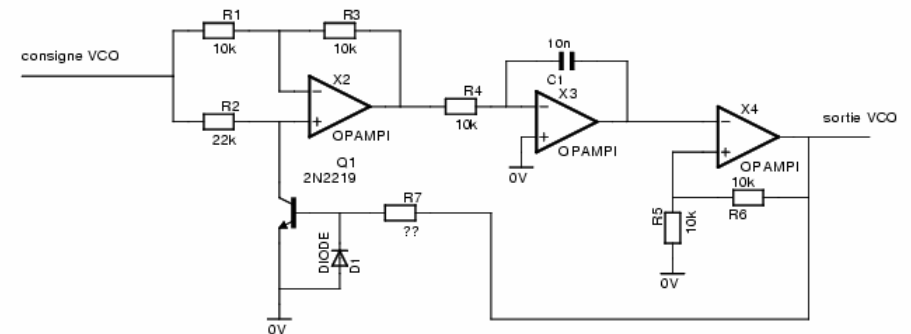 R1
R3
10k
10k
10n
consigne VCO
C1
X2
X3
R4
X4
R2
sortie VCO
10k
OPAMPI
OPAMPI
22k
0V
OPAMPI
Q1
2N2219
10k
R7
R6
R5
10k
??
DIODE
D1
0V
0V